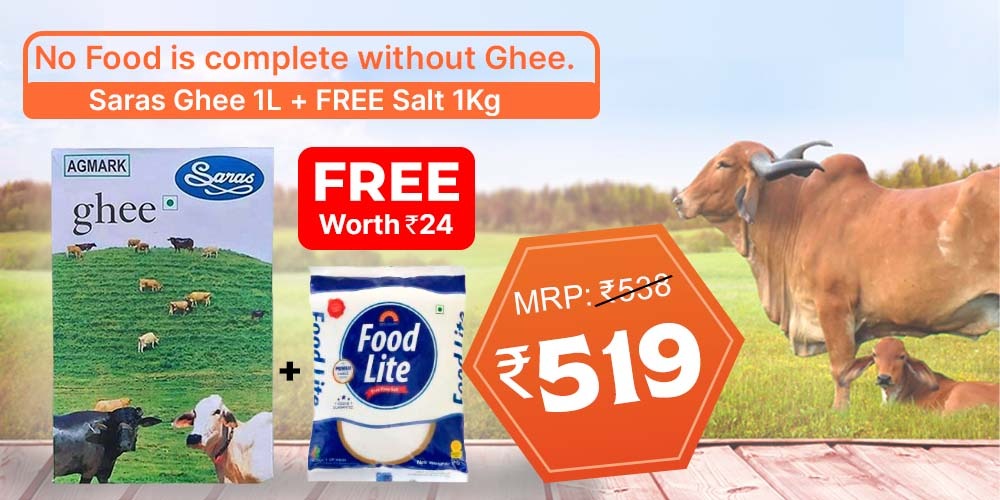 No Food is complete without Ghee.
Saras Ghee 1L + FREE Salt 1Kg
AGMARK
Saras
ghee
FREE
Worth ₹24
+
Food Lite
Food
Lite
Food Lite
MRP: ₹538
₹519